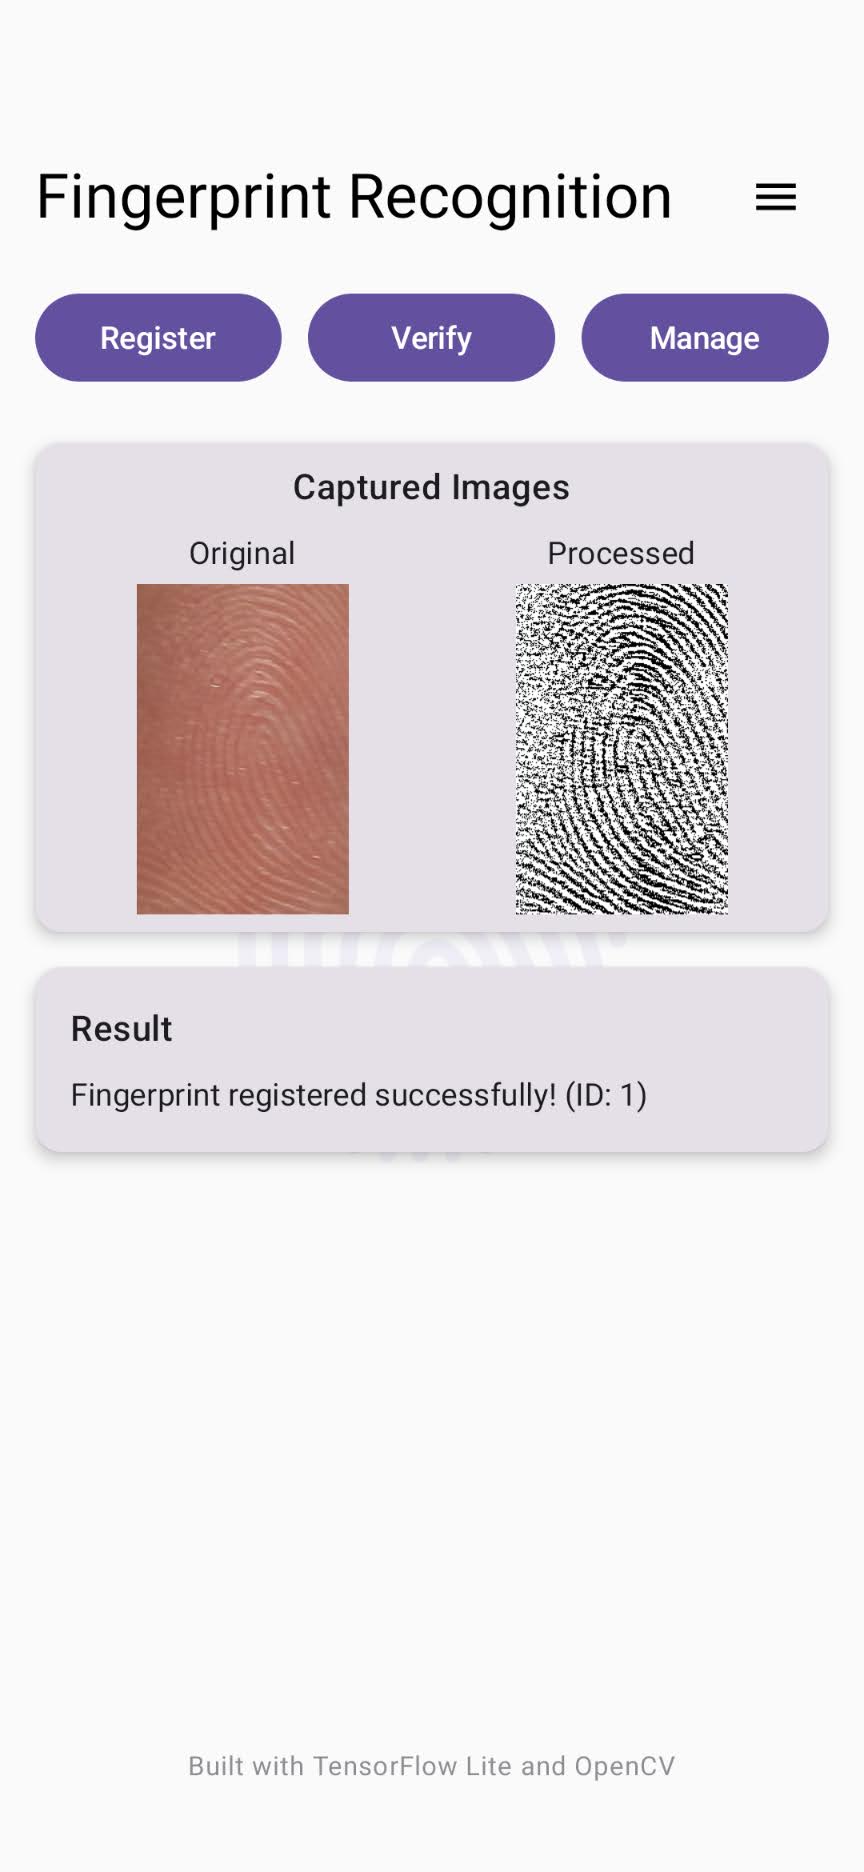 Fingerprint Recognition
Register
Verify
Manage
Captured Images
Original
Processed
Result
Fingerprint registered successfully! (ID: 1)
Built with TensorFlow Lite and OpenCV